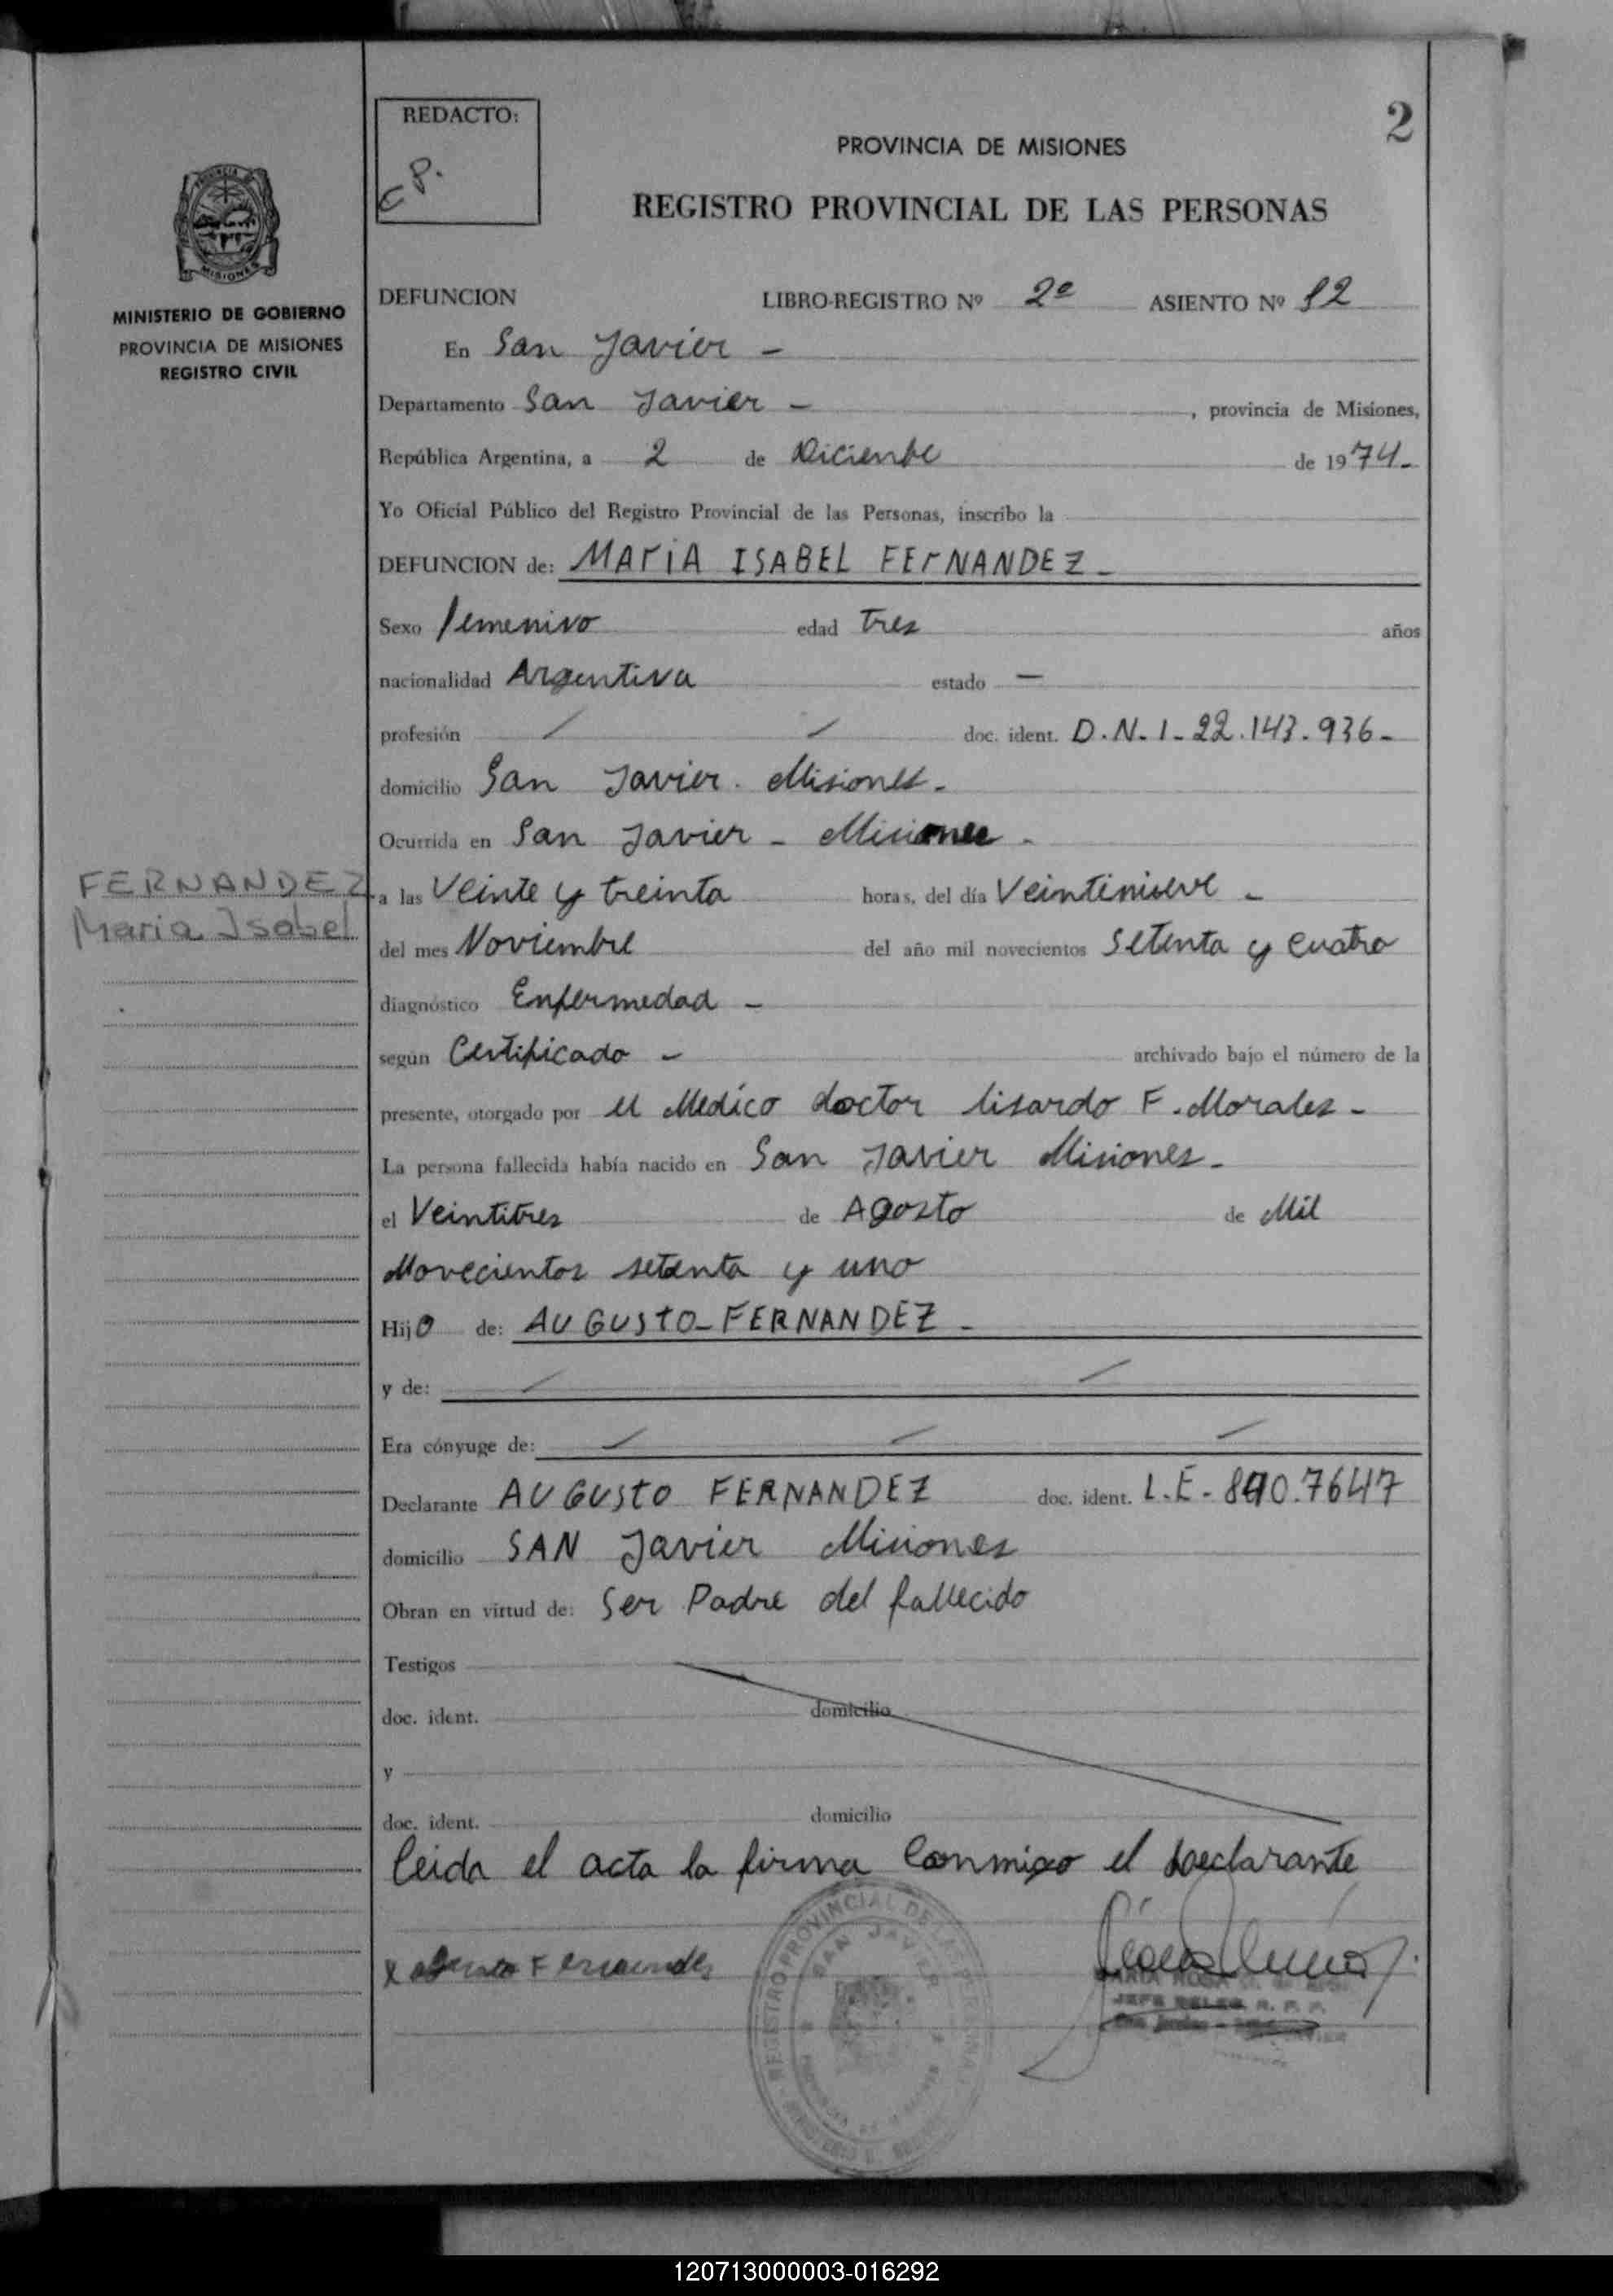 2
REDACTO:
C P.
PROVINCIA DE MISIONES
REGISTRO PROVINCIAL DE LAS PERSONAS
MINISTERIO DE GOBIERNO
PROVINCIA DE MISIONES
REGISTRO CIVIL
DEFUNCION LIBRO-REGISTRO Nº 2º ASIENTO Nº 82
En San Javier -
Departamento San Javier - , provincia de Misiones,
República Argentina, a 2 de Diciembe de 1974.-
Yo Oficial Público del Registro Provincial de las Personas, inscribo la
DEFUNCION de: MARIA ISABEL FERNANDEZ -
Sexo femenino edad Tres años
nacionalidad Argentina estado —
profesión / / doc. ident. D.N.I-22.143.936-
domicilio San Javier. Misiones.
Ocurrida en San Javier - Misiones -
FERNANDEZ
Maria Isabel
a las Veinte y treinta horas, del día Veintinueve -
del mes Noviembre del año mil novecientos setenta y cuatro
diagnóstico Enfermedad -
según Certificado - archivado bajo el número de la
presente, otorgado por el Medico doctor lisardo F. Morales -
La persona fallecida había nacido en San Javier Misiones -
el Veintitres de Agosto de Mil
Novecientos setenta y uno
Hijo de: AUGUSTO-FERNANDEZ -
y de: / /
Era cónyuge de: / / /
Declarante AUGUSTO FERNANDEZ doc. ident. L.E-840.7647
domicilio SAN Javier Misiones
Obran en virtud de: Ser Padre del fallecido
Testigos
doc. ident. domicilio
y
doc. ident. domicilio
leida el acta la firma Conmigo el declarante
REGISTRO PROVINCIAL DE LAS PERSONAS
SAN JAVIER
JEFE DELEG. R. P. P.
120713000003-016292